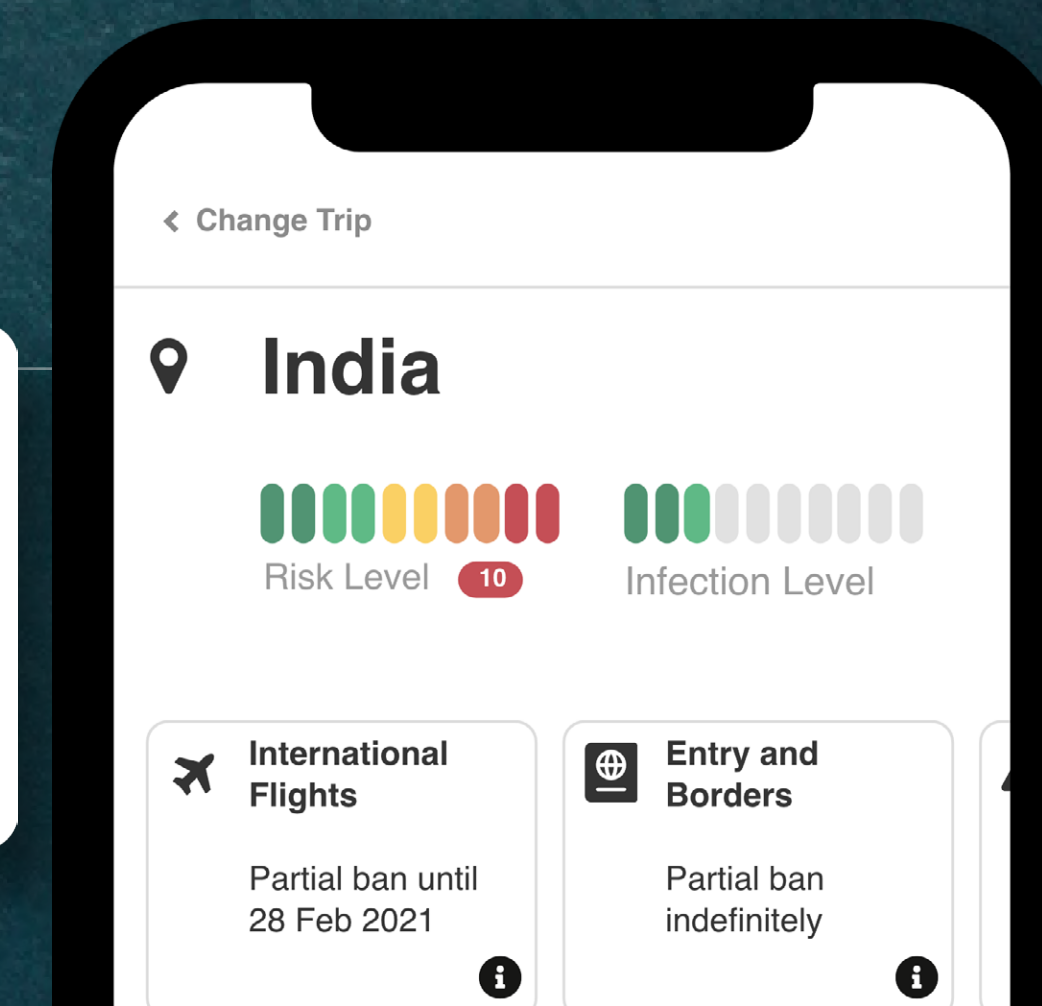 Change Trip
India
Risk Level 10
Infection Level
International
Flights
Partial ban until
28 Feb 2021
Entry and
Borders
Partial ban
indefinitely